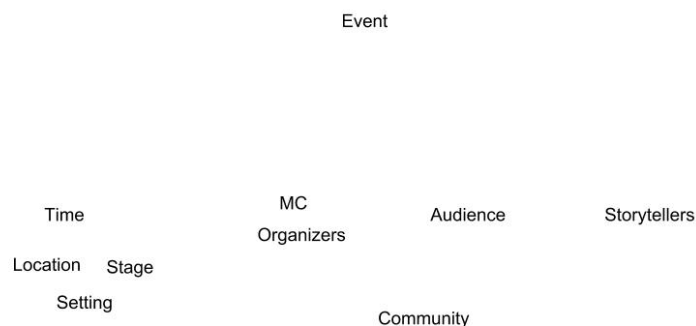 Event
MC
Time
Audience
Storytellers
Organizers
Location
Stage
Setting
Community